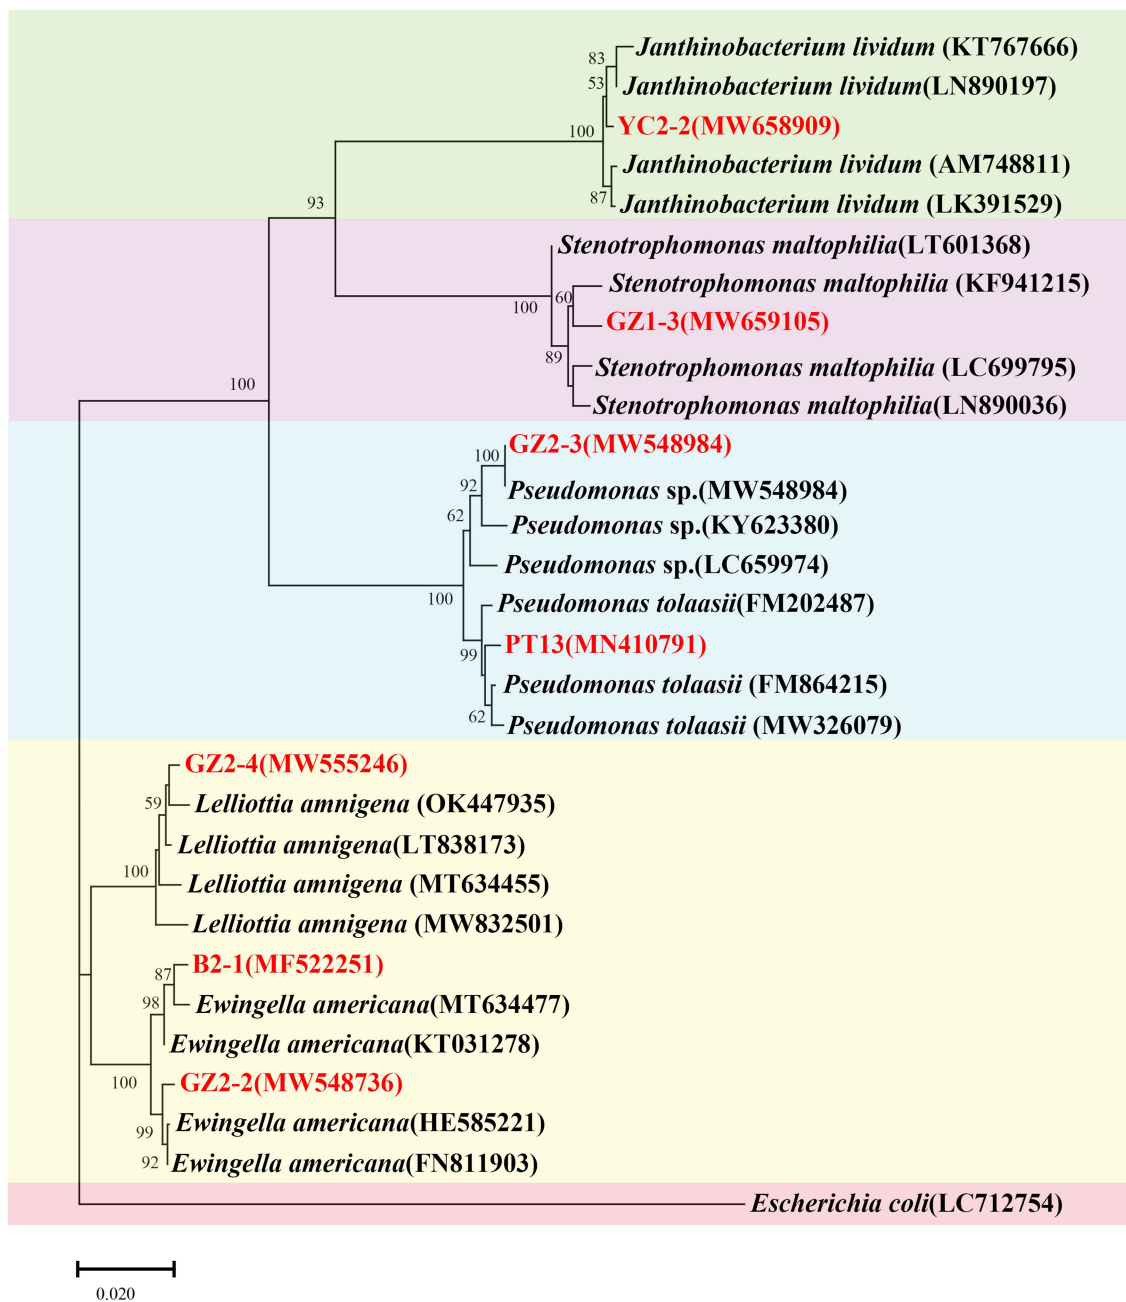 Janthinobacterium lividum (KT767666)
83
53
Janthinobacterium lividum(LN890197)
YC2-2(MW658909)
100
Janthinobacterium lividum (AM748811)
87
Janthinobacterium lividum (LK391529)
93
Stenotrophomonas maltophilia(LT601368)
Stenotrophomonas maltophilia (KF941215)
60
100
GZ1-3(MW659105)
89
Stenotrophomonas maltophilia (LC699795)
100
Stenotrophomonas maltophilia(LN890036)
GZ2-3(MW548984)
100
92
Pseudomonas sp.(MW548984)
62
Pseudomonas sp.(KY623380)
Pseudomonas sp.(LC659974)
100
Pseudomonas tolaasii(FM202487)
PT13(MN410791)
99
Pseudomonas tolaasii (FM864215)
62
Pseudomonas tolaasii (MW326079)
GZ2-4(MW555246)
59
Lelliottia amnigena (OK447935)
Lelliottia amnigena(LT838173)
100
Lelliottia amnigena (MT634455)
Lelliottia amnigena (MW832501)
B2-1(MF522251)
87
98
Ewingella americana(MT634477)
Ewingella americana(KT031278)
100
GZ2-2(MW548736)
Ewingella americana(HE585221)
99
92
Ewingella americana(FN811903)
Escherichia coli(LC712754)
0.020